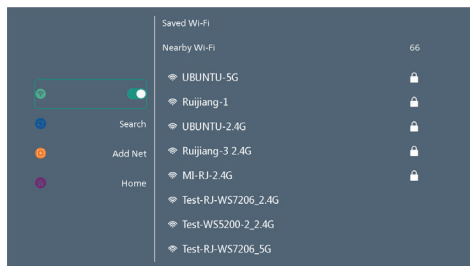 Saved Wi-Fi
Nearby Wi-Fi 66
UBUNTU-5G
Ruijiang-1
Search
UBUNTU-2.4G
Add Net
Ruijiang-3 2.4G
Home
MI-RJ-2.4G
Test-RJ-WS7206_2.4G
Test-WS5200-2_2.4G
Test-RJ-WS7206_5G